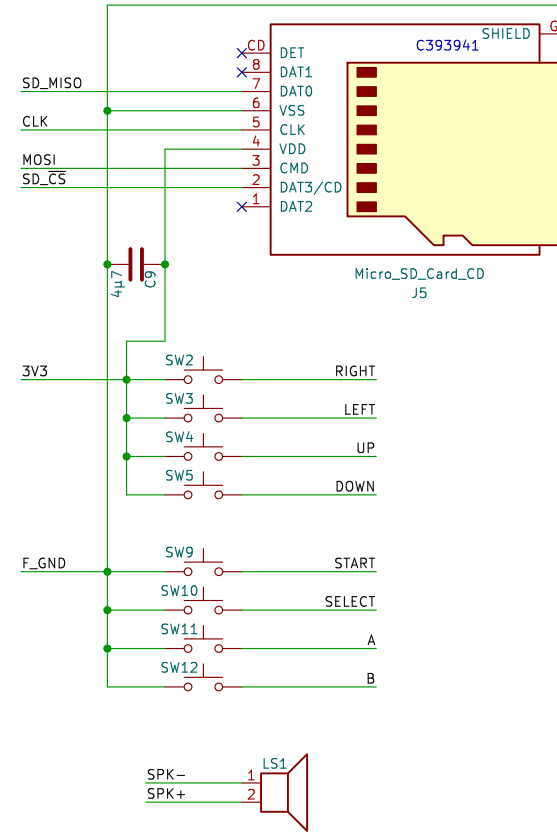 SHIELD G
C393941
CD DET
8 DAT1
SD_MISO 7 DAT0
6 VSS
CLK 5 CLK
4 VDD
MOSI 3 CMD
SD_CS 2 DAT3/CD
1 DAT2
4µ7 C9
Micro_SD_Card_CD
J5
SW2
3V3 RIGHT
SW3
LEFT
SW4
UP
SW5
DOWN
SW9
F_GND START
SW10
SELECT
SW11
A
SW12
B
LS1
SPK- 1
SPK+ 2